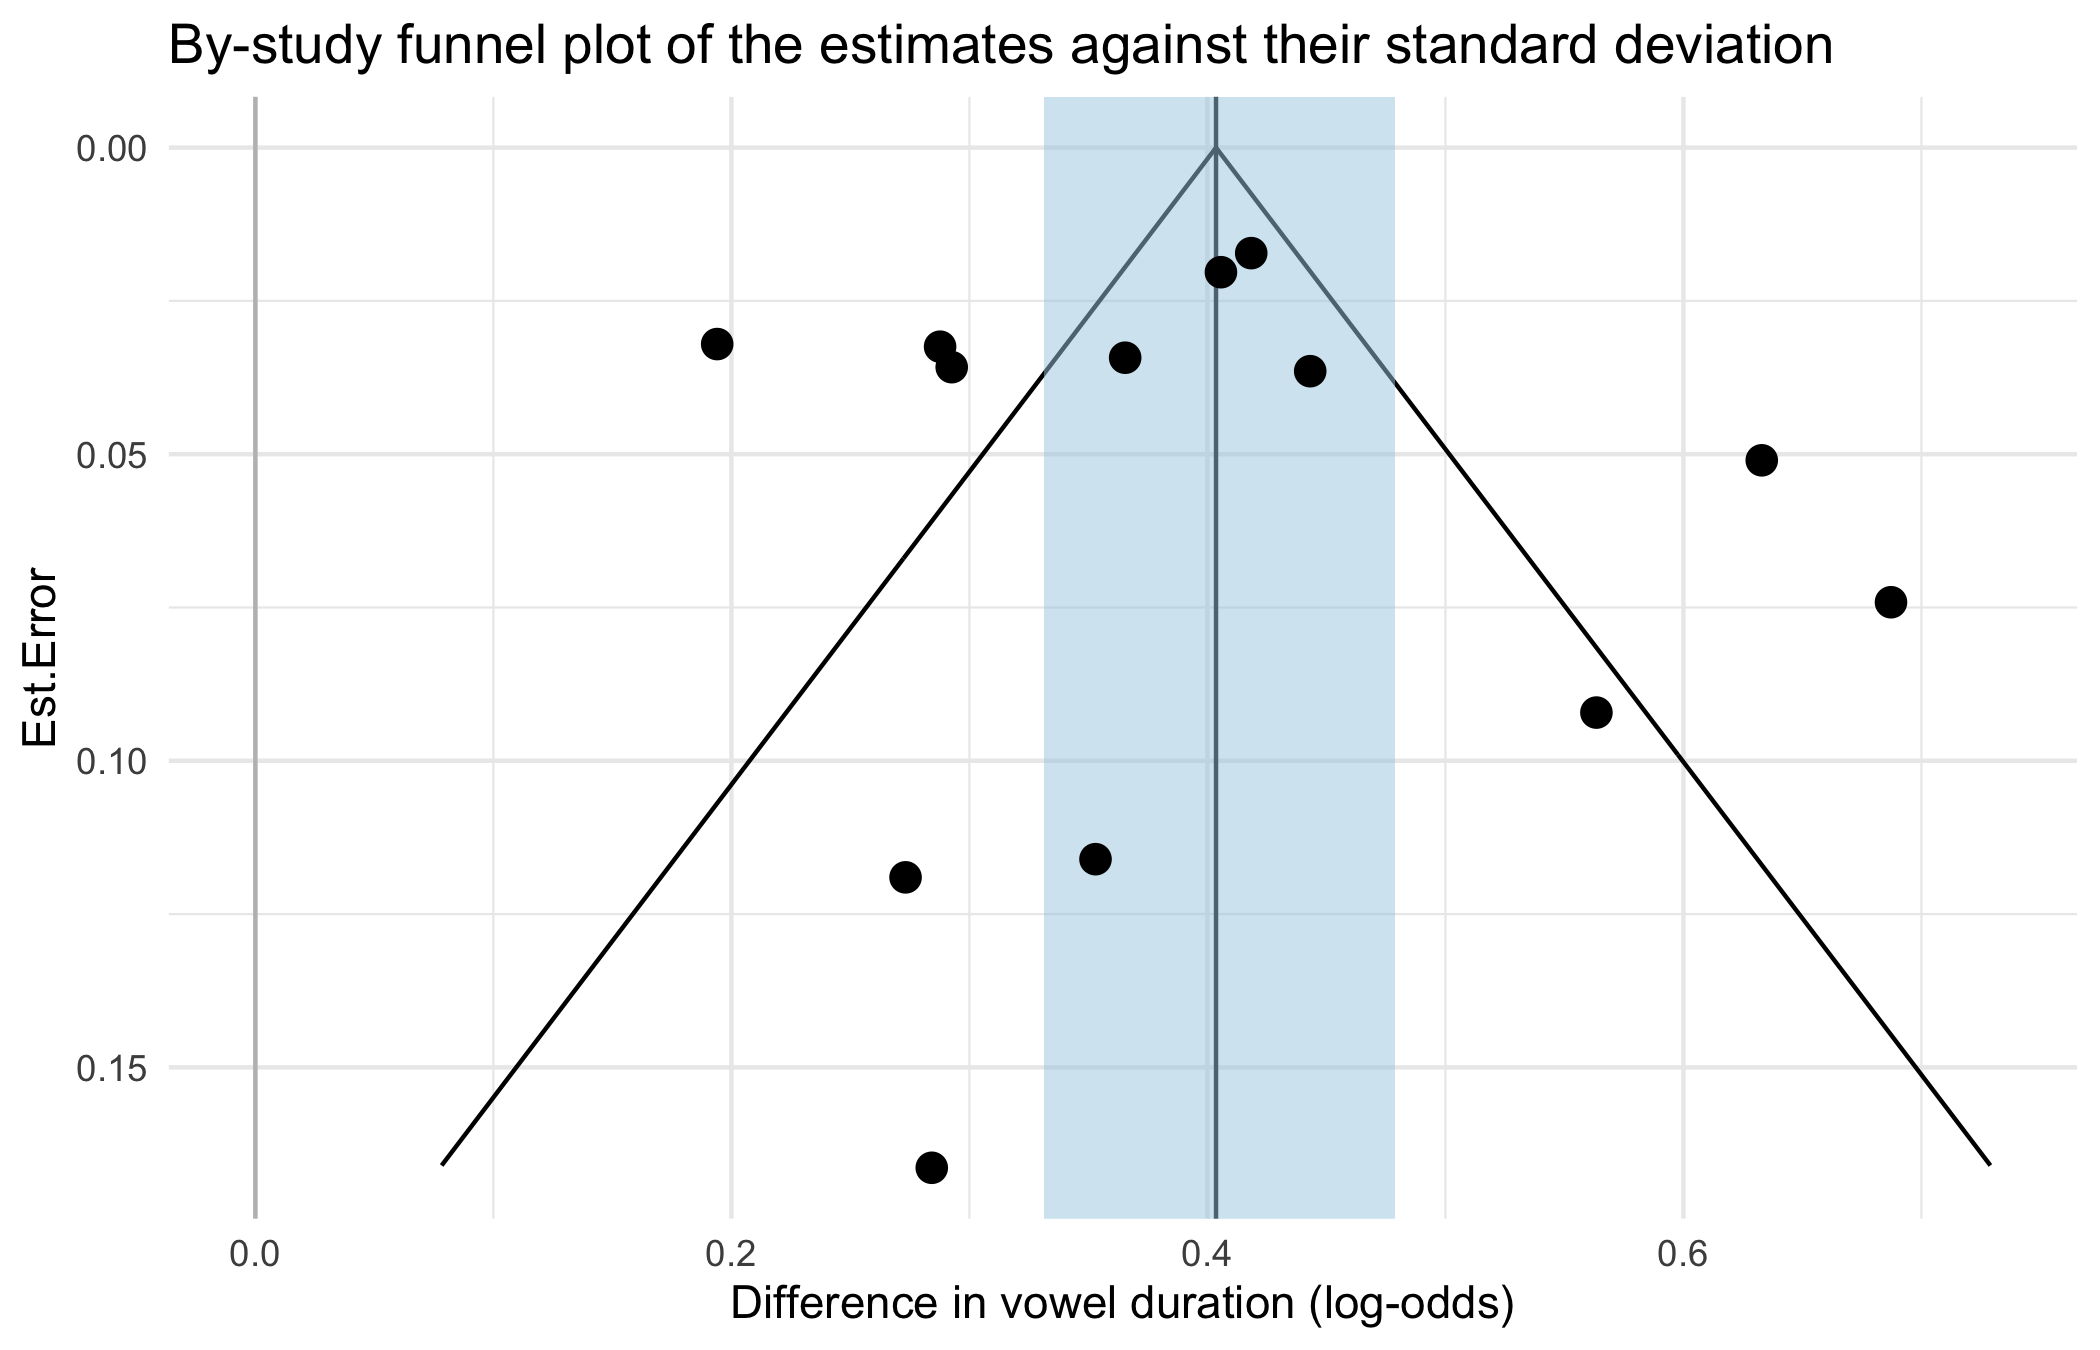 By-study funnel plot of the estimates against their standard deviation
0.00
0.05
0.10
0.15
Est.Error
0.0
0.2
0.4
0.6
Difference in vowel duration (log-odds)